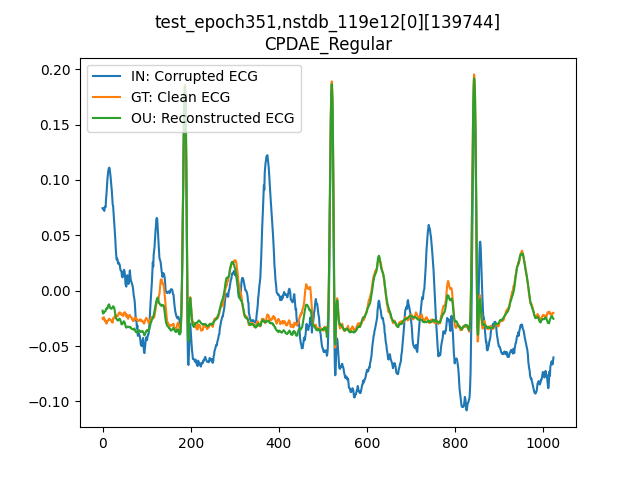 test_epoch351,nstdb_119e12[0][139744]
CPDAE_Regular
IN: Corrupted ECG
GT: Clean ECG
OU: Reconstructed ECG
0.20
0.15
0.10
0.05
0.00
−0.05
−0.10
0 200 400 600 800 1000